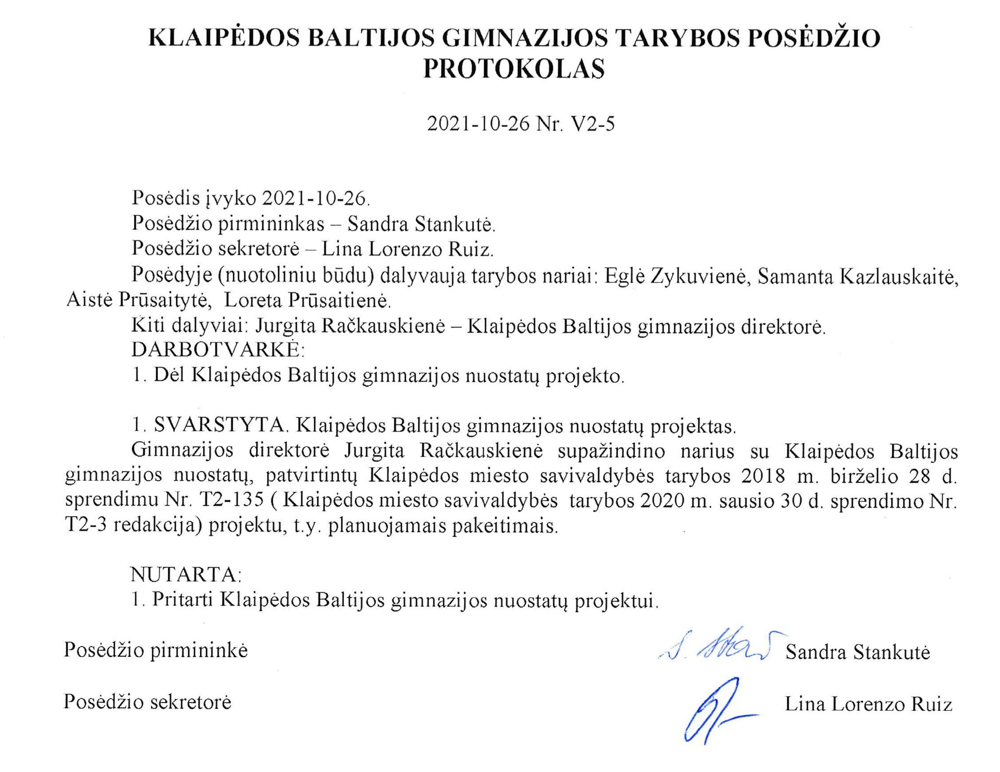 KLAIPĖDOS BALTIJOS GIMNAZIJOS TARYBOS POSĖDŽIO
PROTOKOLAS
2021-10-26 Nr. V2-5
Posėdis įvyko 2021-10-26.
Posėdžio pirmininkas – Sandra Stankutė.
Posėdžio sekretorė – Lina Lorenzo Ruiz.
Posėdyje (nuotoliniu būdu) dalyvauja tarybos nariai: Eglė Zykuvienė, Samanta Kazlauskaitė,
Aistė Prūsaitytė, Loreta Prūsaitienė.
Kiti dalyviai: Jurgita Račkauskienė – Klaipėdos Baltijos gimnazijos direktorė.
DARBOTVARKĖ:
1. Dėl Klaipėdos Baltijos gimnazijos nuostatų projekto.
1. SVARSTYTA. Klaipėdos Baltijos gimnazijos nuostatų projektas.
Gimnazijos direktorė Jurgita Račkauskienė supažindino narius su Klaipėdos Baltijos
gimnazijos nuostatų, patvirtintų Klaipėdos miesto savivaldybės tarybos 2018 m. birželio 28 d.
sprendimu Nr. T2-135 ( Klaipėdos miesto savivaldybės tarybos 2020 m. sausio 30 d. sprendimo Nr.
T2-3 redakcija) projektu, t.y. planuojamais pakeitimais.
NUTARTA:
1. Pritarti Klaipėdos Baltijos gimnazijos nuostatų projektui.
Posėdžio pirmininkė Sandra Stankutė
Posėdžio sekretorė Lina Lorenzo Ruiz